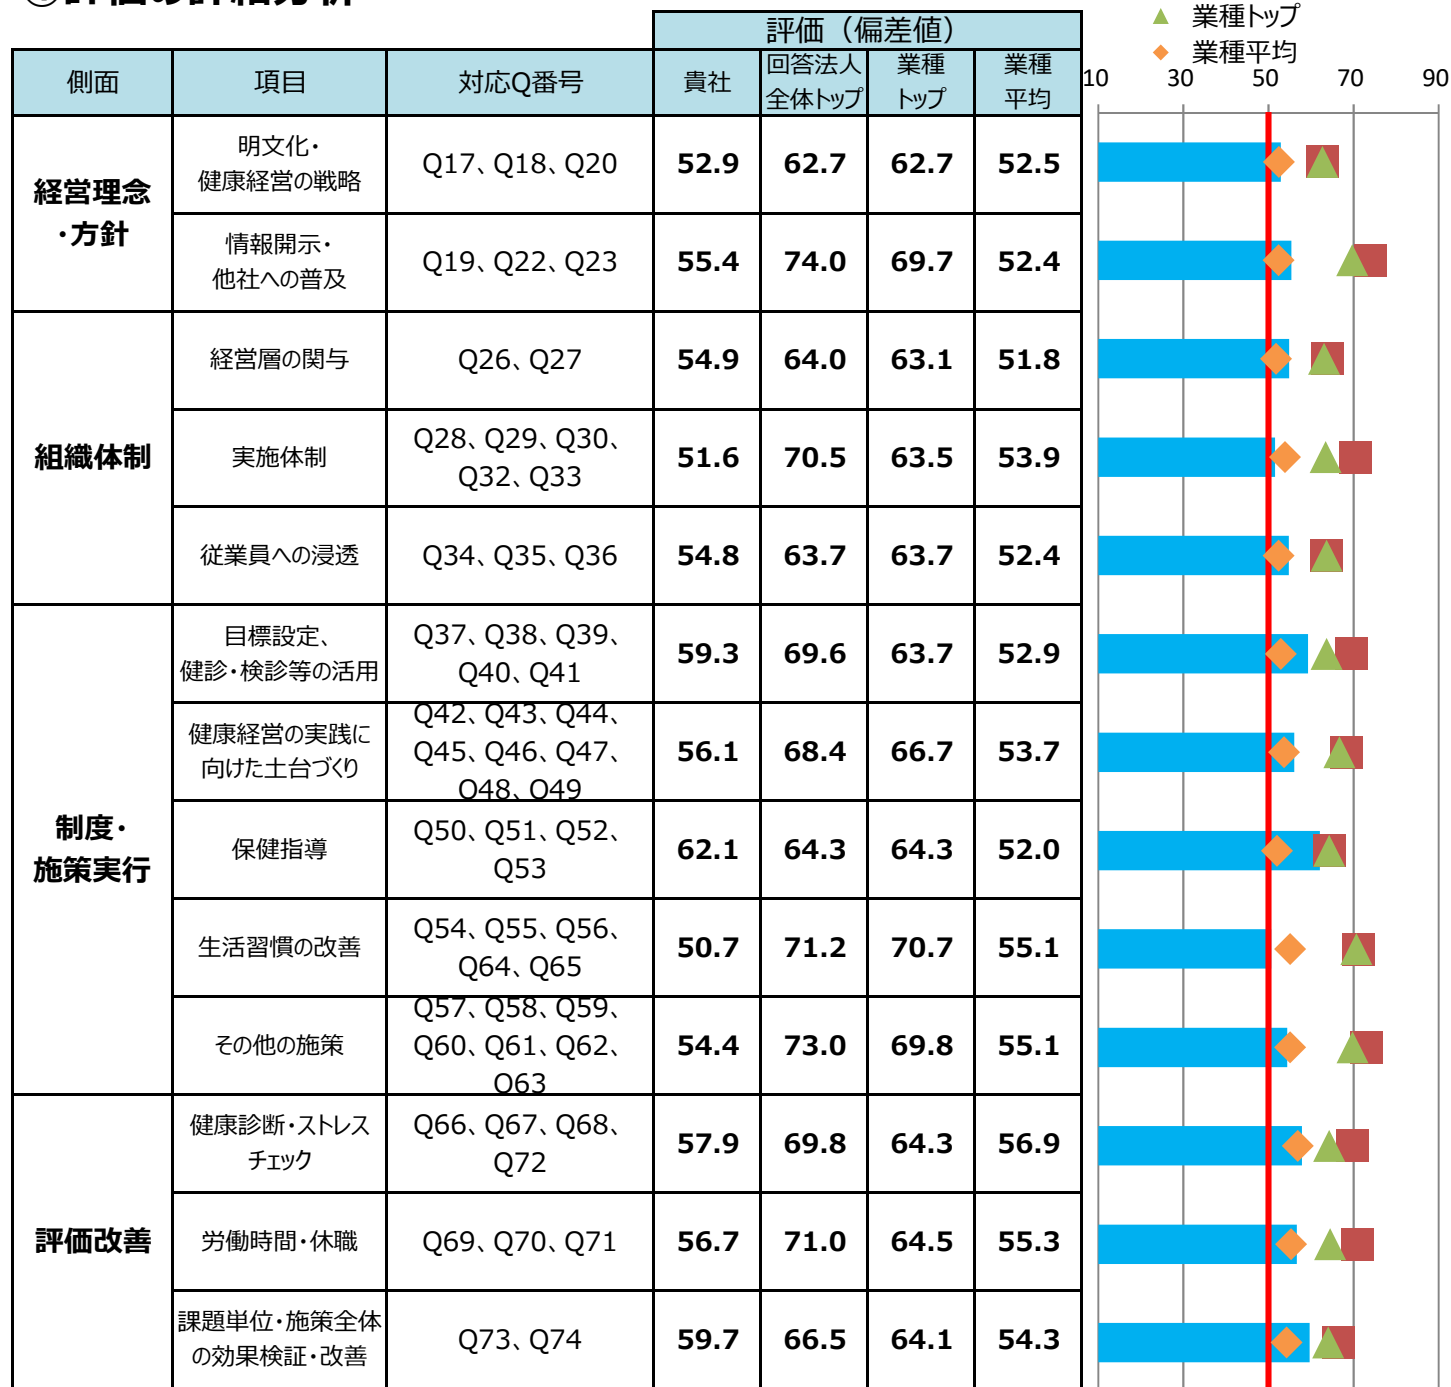 ②評価の詳細分析
▲ 業種トップ
◆ 業種平均
評価（偏差値）
側面 項目 対応Q番号 貴社 回答法人 業種 業種
全体トップ トップ 平均
10 30 50 70 90
経営理念
・方針
明文化・
健康経営の戦略
Q17、Q18、Q20 52.9 62.7 62.7 52.5
情報開示・
他社への普及
Q19、Q22、Q23 55.4 74.0 69.7 52.4
組織体制
経営層の関与 Q26、Q27 54.9 64.0 63.1 51.8
実施体制
Q28、Q29、Q30、
Q32、Q33
51.6 70.5 63.5 53.9
従業員への浸透 Q34、Q35、Q36 54.8 63.7 63.7 52.4
制度・
施策実行
目標設定、
健診・検診等の活用
Q37、Q38、Q39、
Q40、Q41
59.3 69.6 63.7 52.9
健康経営の実践に
向けた土台づくり
Q42、Q43、Q44、
Q45、Q46、Q47、
Q48、Q49
56.1 68.4 66.7 53.7
保健指導
Q50、Q51、Q52、
Q53
62.1 64.3 64.3 52.0
生活習慣の改善
Q54、Q55、Q56、
Q64、Q65
50.7 71.2 70.7 55.1
その他の施策
Q57、Q58、Q59、
Q60、Q61、Q62、
Q63
54.4 73.0 69.8 55.1
評価改善
健康診断・ストレス
チェック
Q66、Q67、Q68、
Q72
57.9 69.8 64.3 56.9
労働時間・休職 Q69、Q70、Q71 56.7 71.0 64.5 55.3
課題単位・施策全体
の効果検証・改善
Q73、Q74 59.7 66.5 64.1 54.3